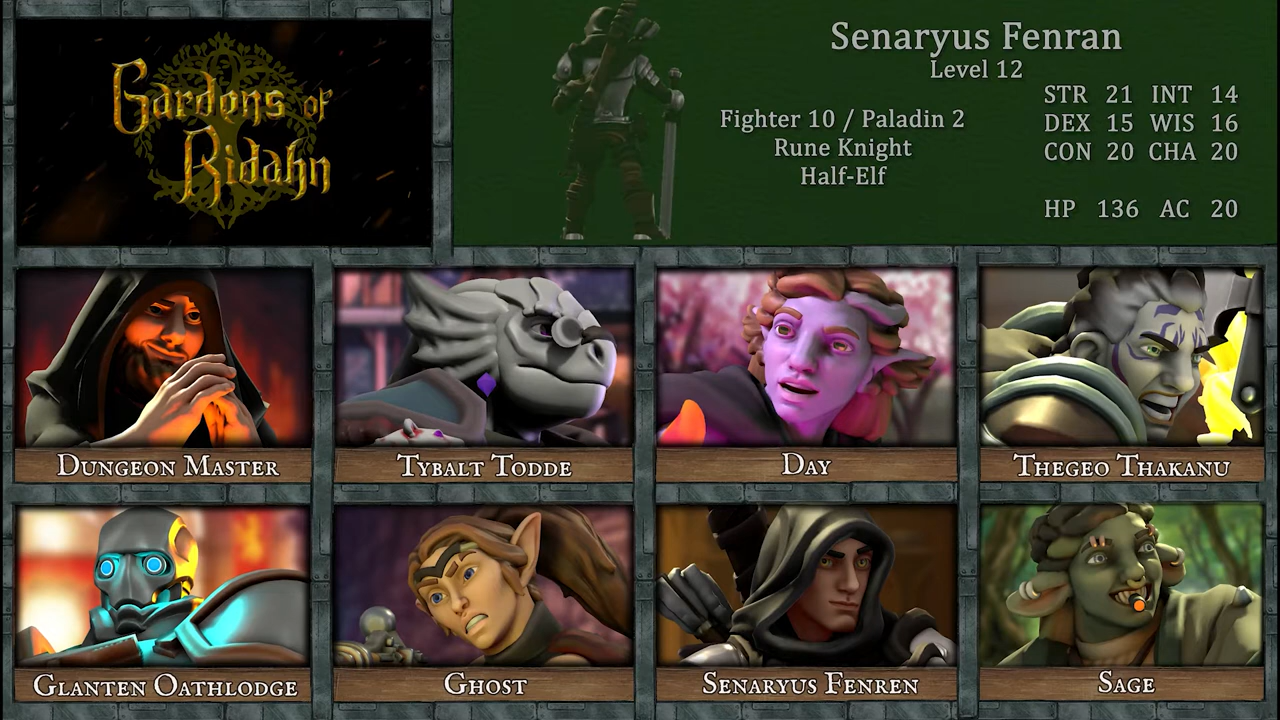 Gardens of
Ridahn
Senaryus Fenran
Level 12
Fighter 10 / Paladin 2
Rune Knight
Half-Elf
STR 21 INT 14
DEX 15 WIS 16
CON 20 CHA 20
HP 136 AC 20
Dungeon Master
Tybalt Todde
Day
Thegeo Thakanu
Glanten Oathlodge
Ghost
Senaryus Fenren
Sage